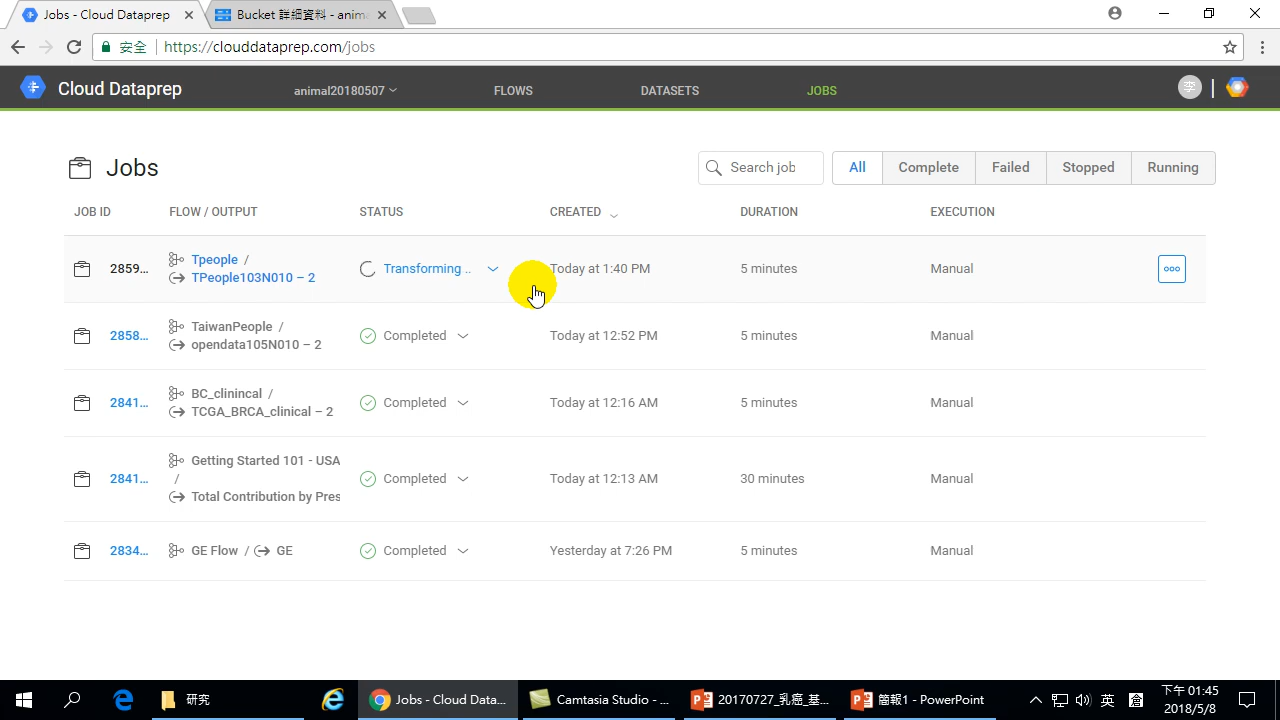 Jobs - Cloud Dataprep
Bucket 詳細資料 - anim
安全 https://clouddataprep.com/jobs
Cloud Dataprep
animal20180507
FLOWS
DATASETS
JOBS
李
Jobs
Search job
All
Complete
Failed
Stopped
Running
JOB ID
FLOW / OUTPUT
STATUS
CREATED
DURATION
EXECUTION
2859...
Tpeople /
TPeople103N010 – 2
Transforming ..
Today at 1:40 PM
5 minutes
Manual
2858...
TaiwanPeople /
opendata105N010 – 2
Completed
Today at 12:52 PM
5 minutes
Manual
2841...
BC_clinincal /
TCGA_BRCA_clinical – 2
Completed
Today at 12:16 AM
5 minutes
Manual
2841...
Getting Started 101 - USA
/
Total Contribution by Pres
Completed
Today at 12:13 AM
30 minutes
Manual
2834...
GE Flow / GE
Completed
Yesterday at 7:26 PM
5 minutes
Manual
研究
Jobs - Cloud Data...
Camtasia Studio - ...
20170727_乳癌_基...
簡報1 - PowerPoint
英
倉
下午 01:45
2018/5/8